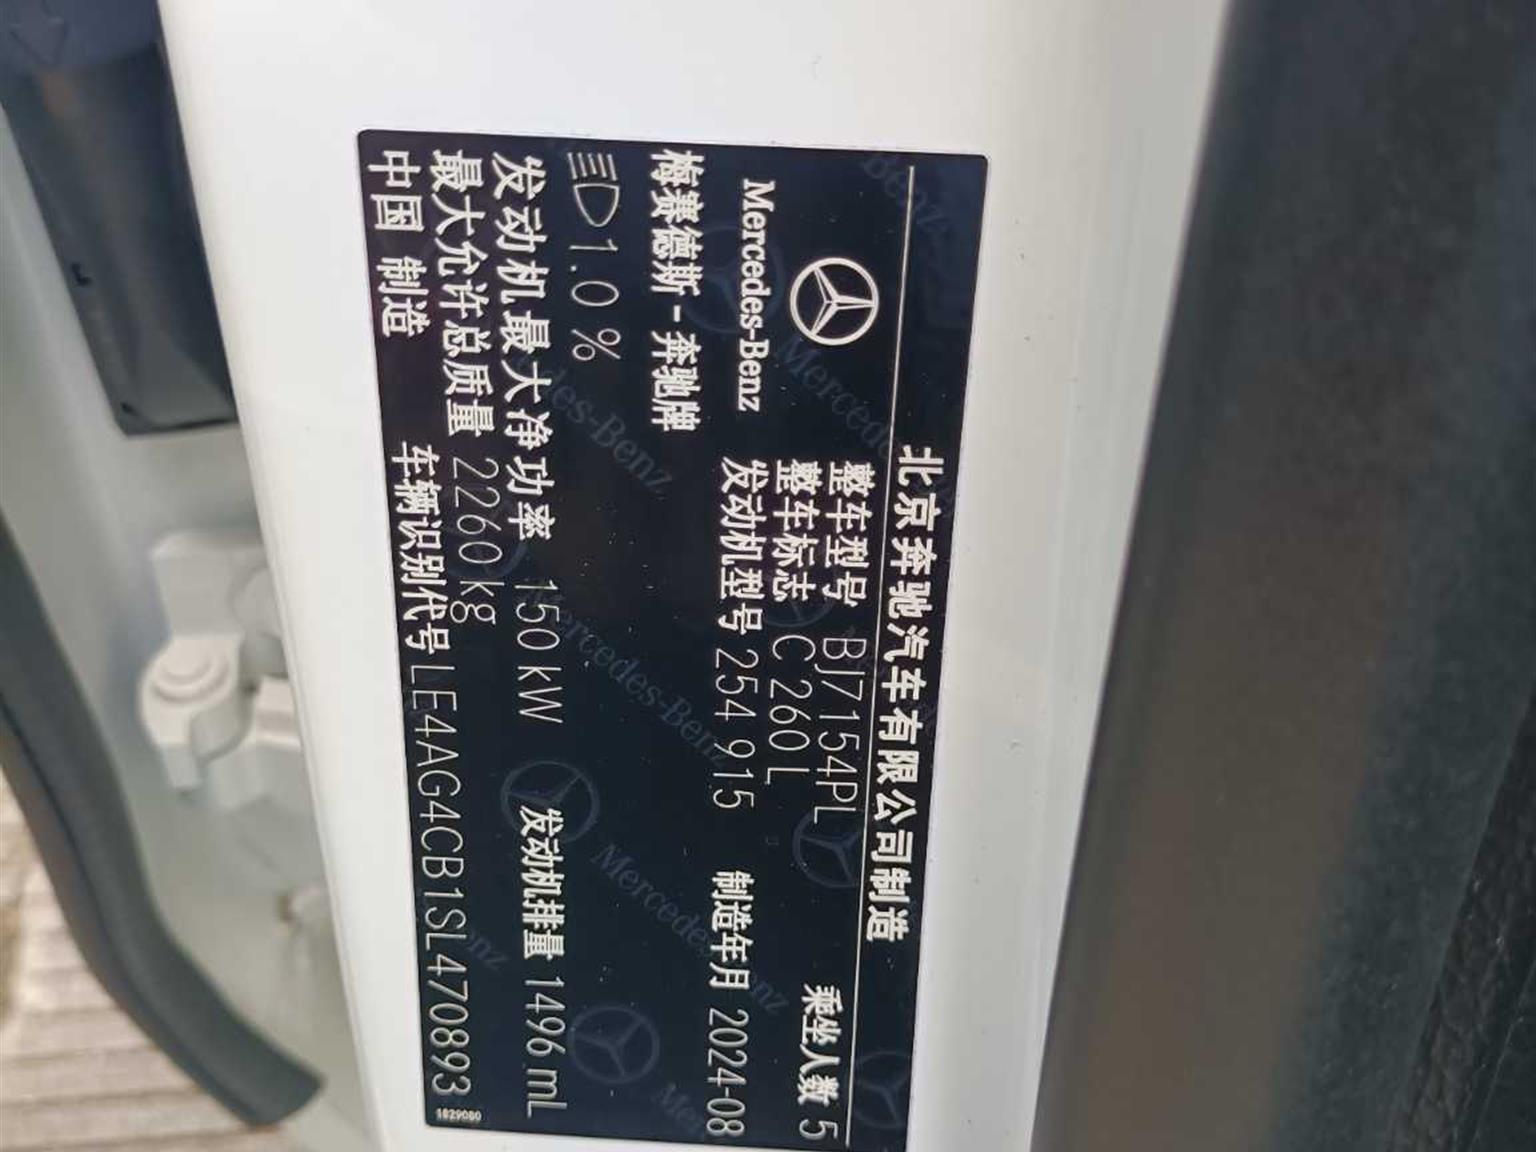 北京奔驰汽车有限公司制造
Mercedes-Benz
整车型号 BJ7154PL 乘坐人数 5
整车标志 C 260 L
发动机型号 254 915 制造年月 2024-08
梅赛德斯-奔驰牌
1.0 %
发动机最大净功率 150 kW 发动机排量 1496 mL
最大允许总质量 2260 kg
中国 制造 车辆识别代号 LE4AG4CB1SL470893
1829080